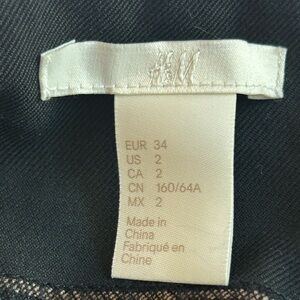 H&M
EUR 34
US 2
CA 2
CN 160/64A
MX 2
Made in
China
Fabriqué en
Chine